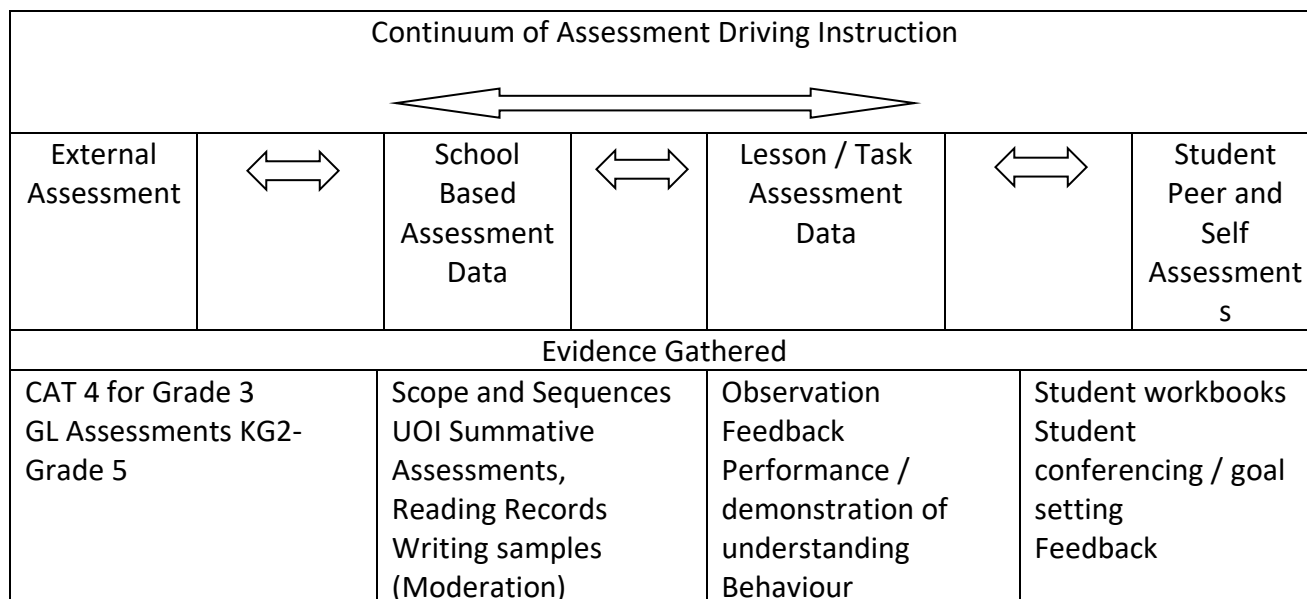 Continuum of Assessment Driving Instruction
External
Assessment
School
Based
Assessment
Data
Lesson / Task
Assessment
Data
Student
Peer and
Self
Assessment
s
Evidence Gathered
CAT 4 for Grade 3
GL Assessments KG2-
Grade 5
Scope and Sequences
UOI Summative
Assessments,
Reading Records
Writing samples
(Moderation)
Observation
Feedback
Performance /
demonstration of
understanding
Behaviour
Student workbooks
Student
conferencing / goal
setting
Feedback